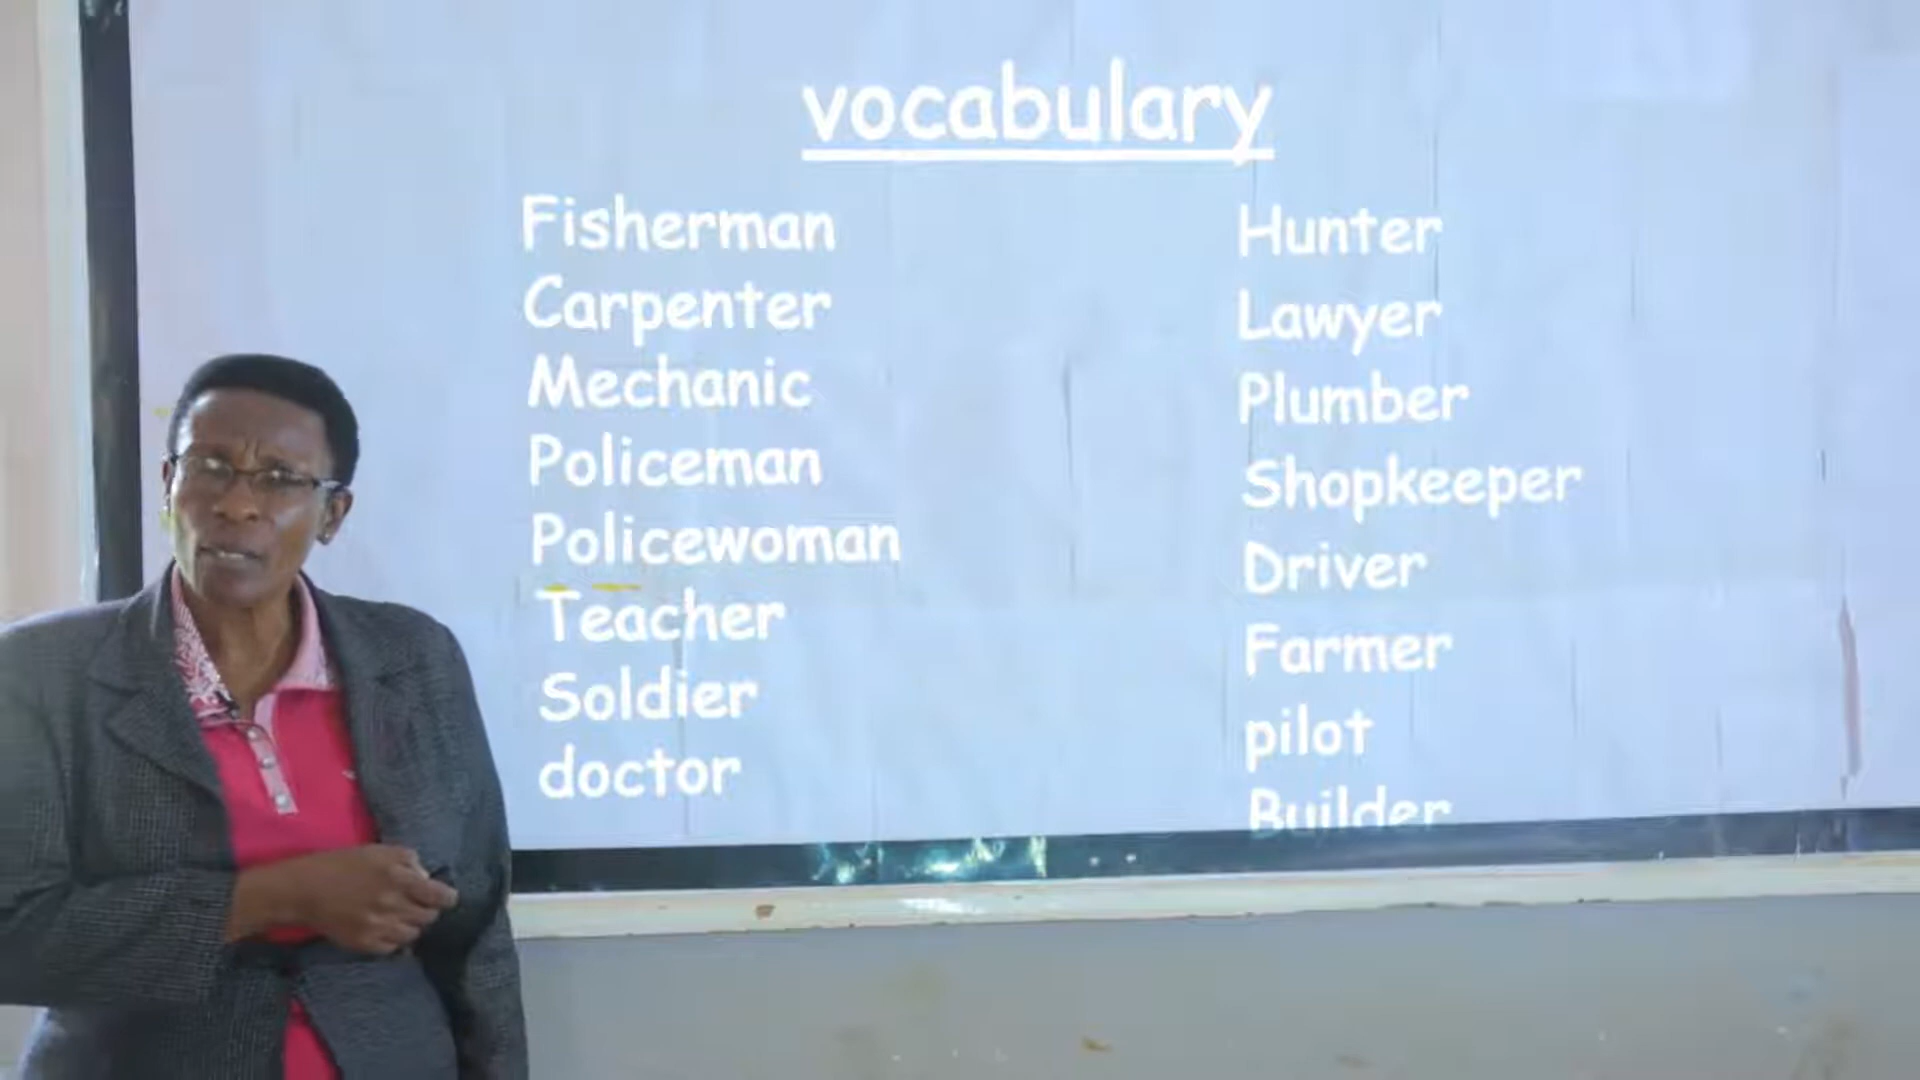 vocabulary
Fisherman
Carpenter
Mechanic
Policeman
Policewoman
Teacher
Soldier
doctor
Hunter
Lawyer
Plumber
Shopkeeper
Driver
Farmer
pilot
Builder